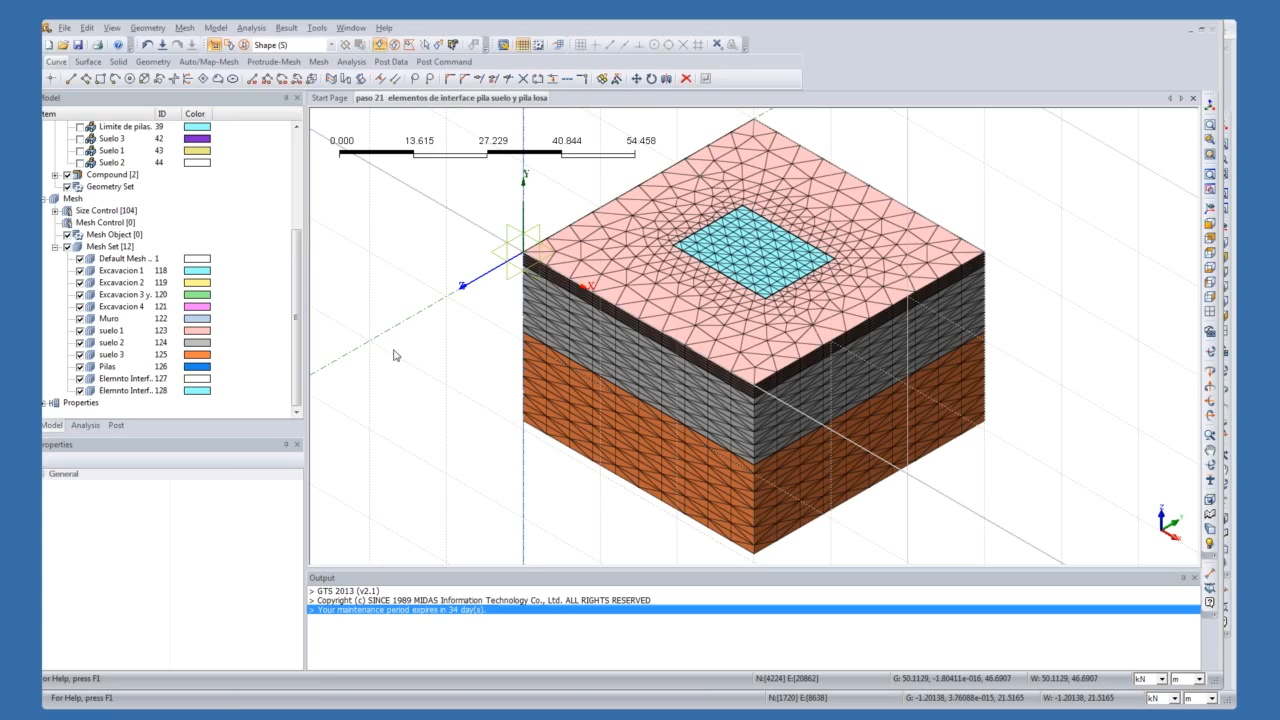 File Edit View Geometry Mesh Model Analysis Result Tools Window Help
Shape (S)
Curve Surface Solid Geometry Auto/Map-Mesh Protrude-Mesh Mesh Analysis Post Data Post Command
odel
Start Page paso 21 elementos de interface pila suelo y pila losa
tem ID Color
Limite de pilas. 39
Suelo 3 42
Suelo 1 43
Suelo 2 44
Compound [2]
Geometry Set
Mesh
Size Control [104]
Mesh Control [0]
Mesh Object [0]
Mesh Set [12]
Default Mesh .. 1
Excavacion 1 118
Excavacion 2 119
Excavacion 3 y. 120
Excavacion 4 121
Muro 122
suelo 1 123
suelo 2 124
suelo 3 125
Pilas 126
Elemnto Interf.. 127
Elemnto Interf.. 128
Properties
Model Analysis Post
roperties
General
0.000 13.615 27.229 40.844 54.458
Y
Z
X
Output
> GTS 2013 (v2.1)
> Copyright (c) SINCE 1989 MIDAS Information Technology Co., Ltd. ALL RIGHTS RESERVED
> Your maintenance period expires in 34 day(s).
or Help, press F1 N:[4224] E:[20862] G: 50.1129, -1.80411e-016, 46.6907 W: 50.1129, 46.6907 kN m
For Help, press F1 N:[1720] E:[8638] G: -1.20138, 3.76088e-015, 21.5165 W: -1.20138, 21.5165 kN m